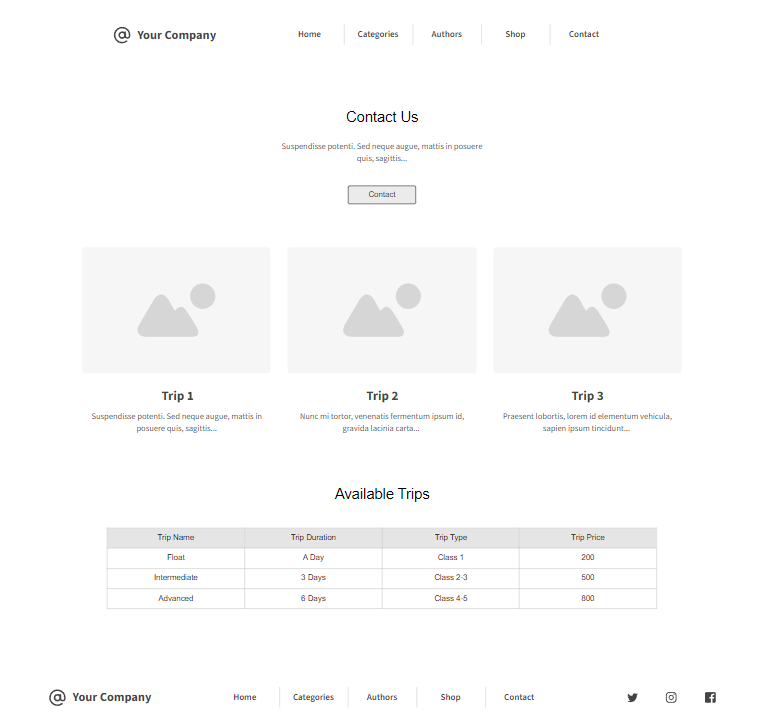 @ Your Company Home Categories Authors Shop Contact
Contact Us
Suspendisse potenti. Sed neque augue, mattis in posuere
quis, sagittis...
Contact
Trip 1
Suspendisse potenti. Sed neque augue, mattis in
posuere quis, sagittis...
Trip 2
Nunc mi tortor, venenatis fermentum ipsum id,
gravida lacinia carta...
Trip 3
Praesent lobortis, lorem id elementum vehicula,
sapien ipsum tincidunt...
Available Trips
Trip Name Trip Duration Trip Type Trip Price
Float A Day Class 1 200
Intermediate 3 Days Class 2-3 500
Advanced 6 Days Class 4-5 800
@ Your Company Home Categories Authors Shop Contact